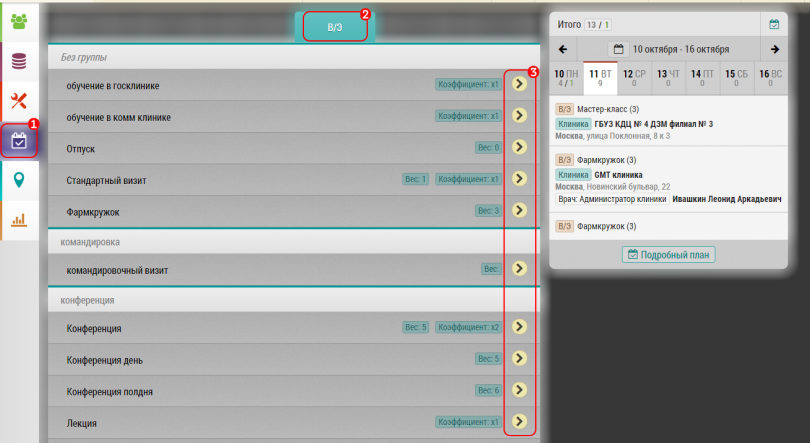 1
2
3
В/Э
Без группы
обучение в госклинике Коэффициент: x1
обучение в комм клинике Коэффициент: x1
Отпуск Вес: 0
Стандартный визит Вес: 1 Коэффициент: x1
Фармкружок Вес: 3
командировка
командировочный визит Вес:
конференция
Конференция Вес: 5 Коэффициент: x2
Конференция день Вес: 5
Конференция полдня Вес: 6
Лекция Коэффициент: x1
Итого 13 / 1
10 октября - 16 октября
10 ПН 11 ВТ 12 СР 13 ЧТ 14 ПТ 15 СБ 16 ВС
4 / 1 9 0 0 0 0 0
В/Э Мастер-класс (3)
Клиника ГБУЗ КДЦ № 4 ДЗМ филиал № 3
Москва, улица Поклонная, 8 к 3
В/Э Фармкружок (3)
Клиника GMT клиника
Москва, Новинский бульвар, 22
Врач: Администратор клиники Ивашкин Леонид Аркадьевич
В/Э Фармкружок (3)
Подробный план